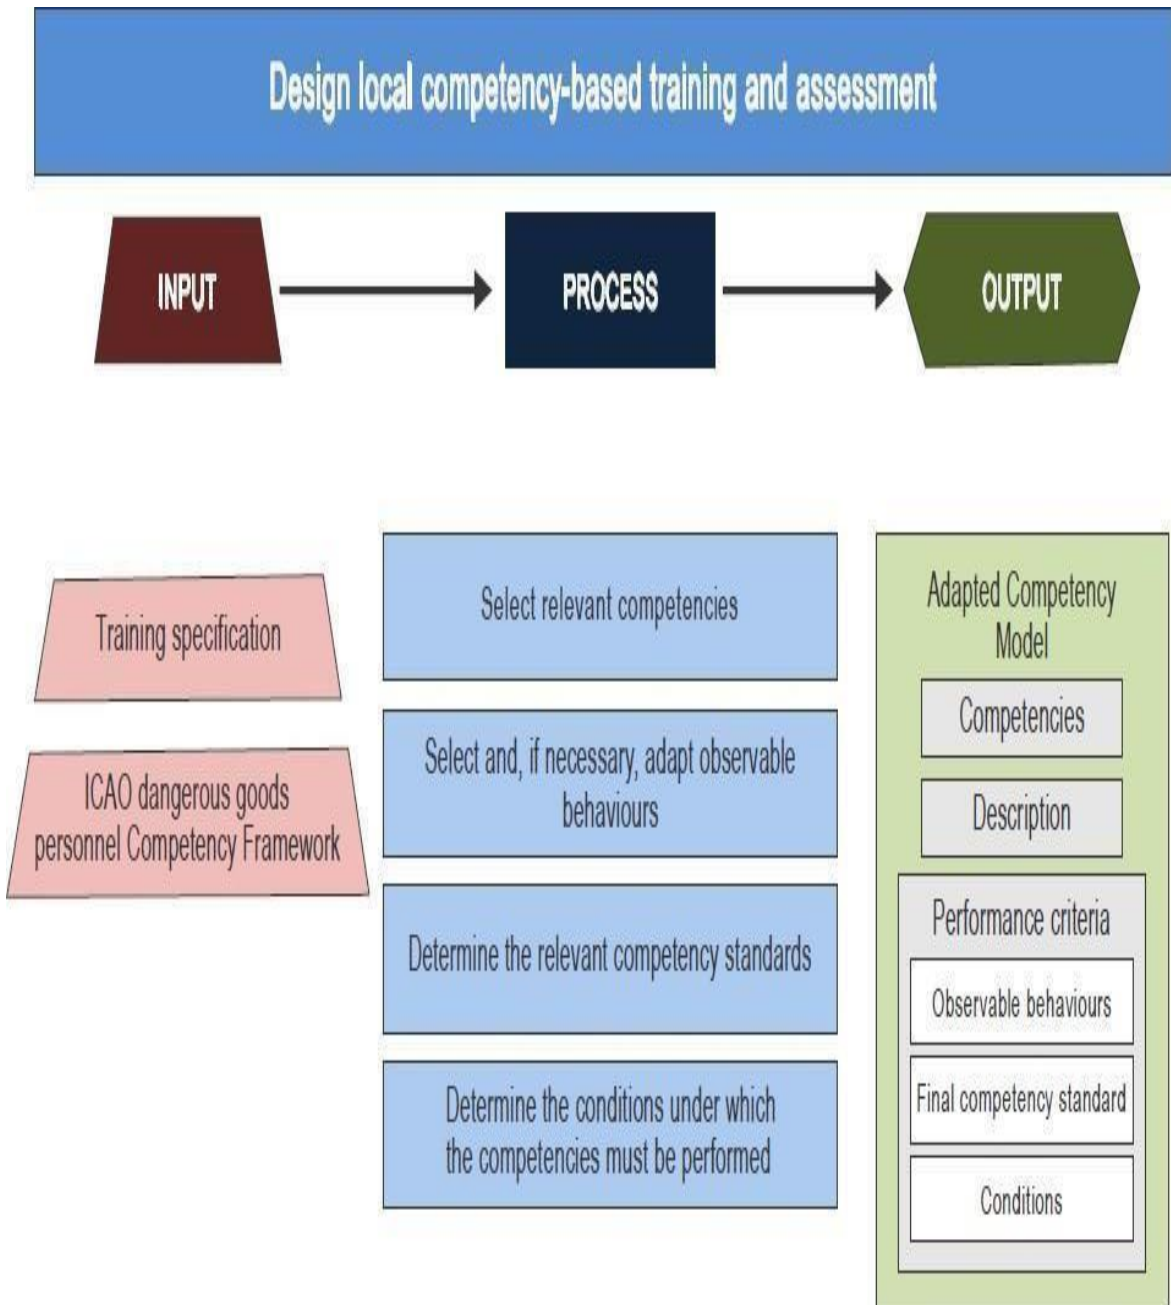 Design local competency-based training and assessment
INPUT
PROCESS
OUTPUT
Training specification
ICAO dangerous goods
personnel Competency Framework
Select relevant competencies
Select and, if necessary, adapt observable
behaviours
Determine the relevant competency standards
Determine the conditions under which
the competencies must be performed
Adapted Competency
Model
Competencies
Description
Performance criteria
Observable behaviours
Final competency standard
Conditions